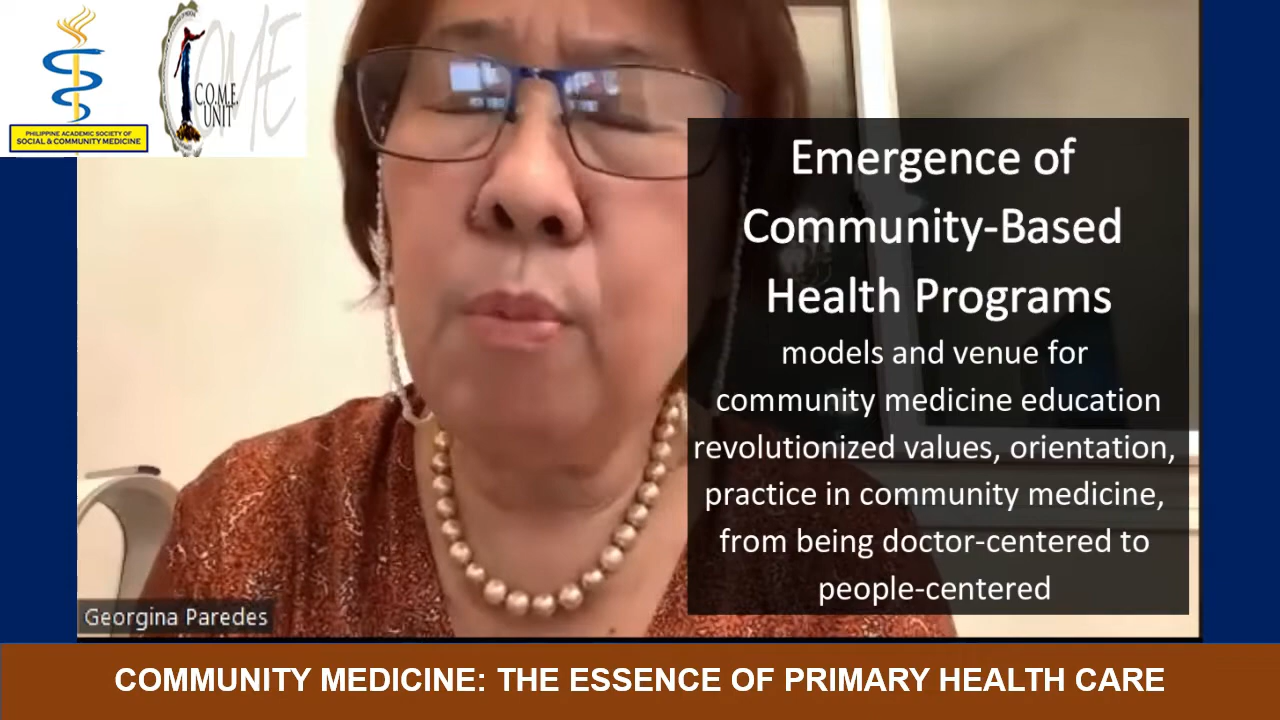 PHILIPPINE ACADEMIC SOCIETY OF
SOCIAL & COMMUNITY MEDICINE
COME
C.O.M.E.
UNIT
Emergence of
Community-Based
Health Programs
models and venue for
community medicine education
revolutionized values, orientation,
practice in community medicine,
from being doctor-centered to
people-centered
Georgina Paredes
COMMUNITY MEDICINE: THE ESSENCE OF PRIMARY HEALTH CARE